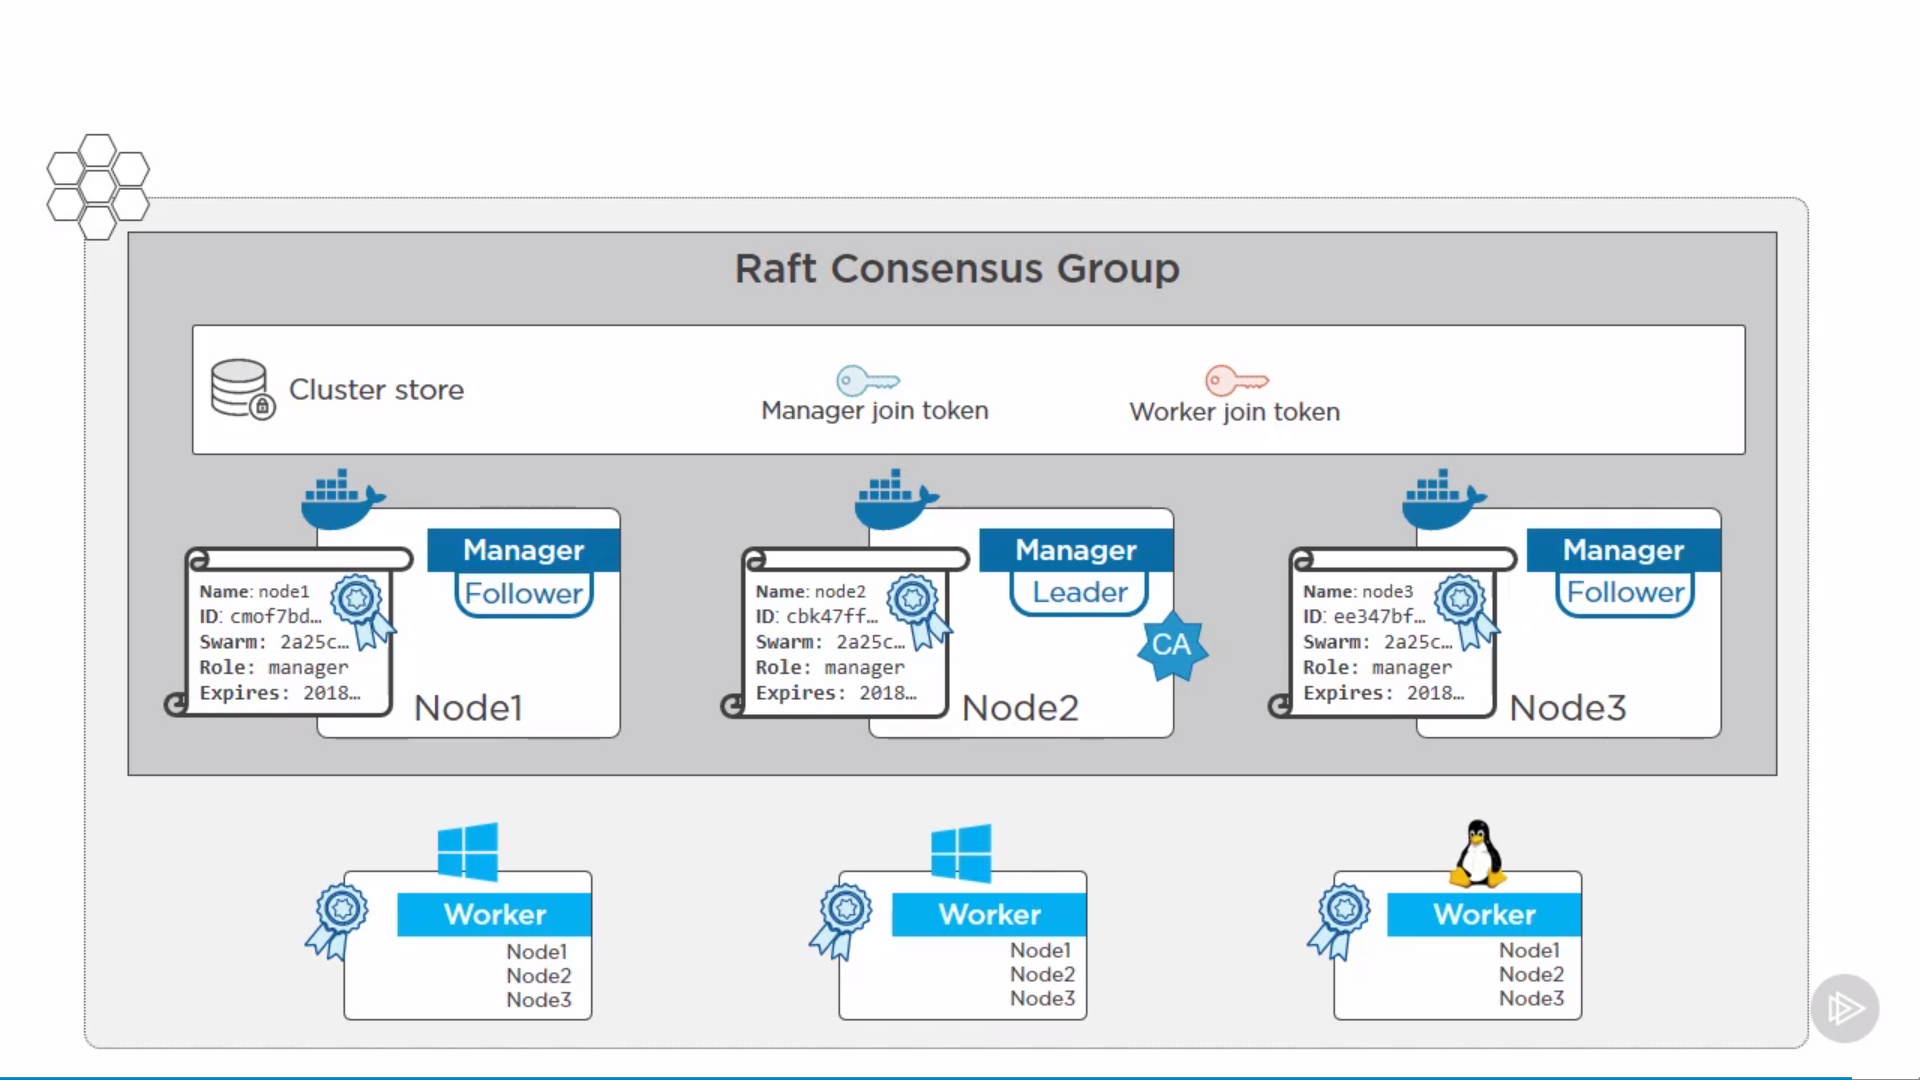 Raft Consensus Group
Cluster store
Manager join token
Worker join token
Manager
Follower
Name: node1
ID: cmof7bd...
Swarm: 2a25c...
Role: manager
Expires: 2018...
Node1
Manager
Leader
Name: node2
ID: cbk47ff...
Swarm: 2a25c...
Role: manager
Expires: 2018...
CA
Node2
Manager
Follower
Name: node3
ID: ee347bf...
Swarm: 2a25c...
Role: manager
Expires: 2018...
Node3
Worker
Node1
Node2
Node3
Worker
Node1
Node2
Node3
Worker
Node1
Node2
Node3